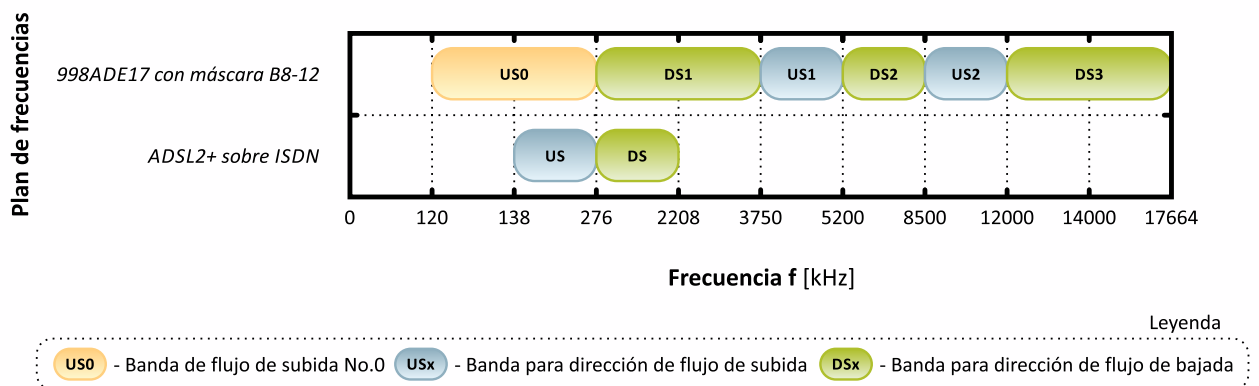 Plan de frecuencias
998ADE17 con máscara B8-12
US0 DS1 US1 DS2 US2 DS3
ADSL2+ sobre ISDN
US DS
0 120 138 276 2208 3750 5200 8500 12000 14000 17664
Frecuencia f [kHz]
Leyenda
US0 - Banda de flujo de subida No.0 USx - Banda para dirección de flujo de subida DSx - Banda para dirección de flujo de bajada